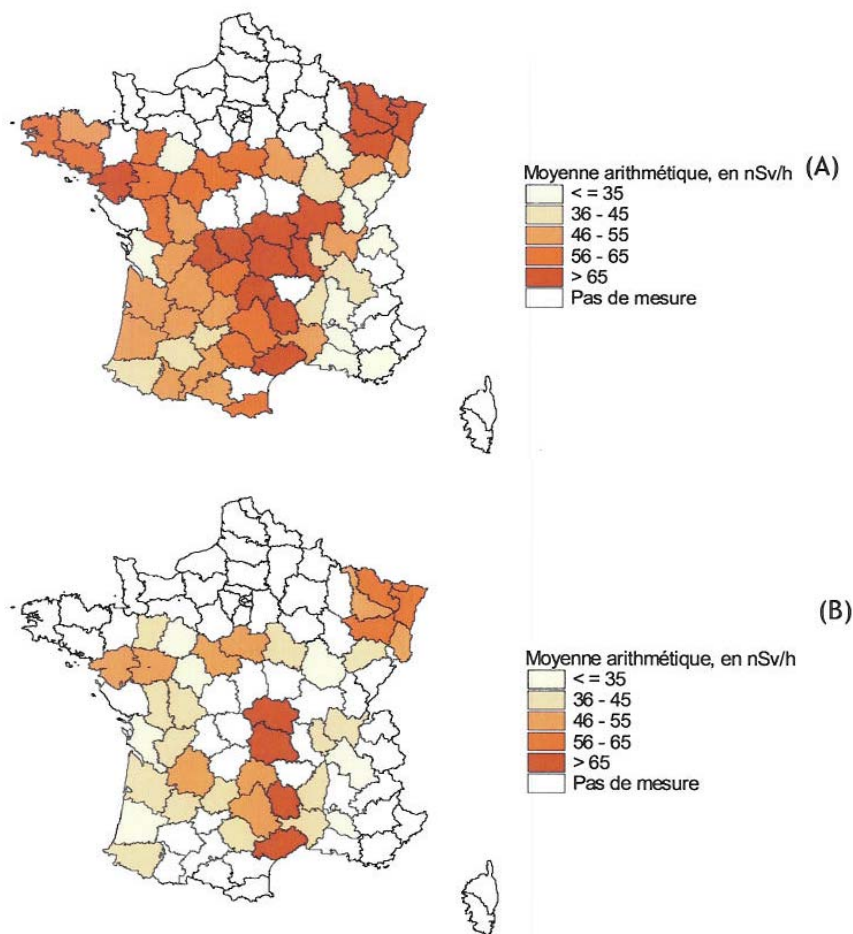 Moyenne arithmétique, en nSv/h (A)
< = 35
36 - 45
46 - 55
56 - 65
> 65
Pas de mesure
(B)
Moyenne arithmétique, en nSv/h
< = 35
36 - 45
46 - 55
56 - 65
> 65
Pas de mesure